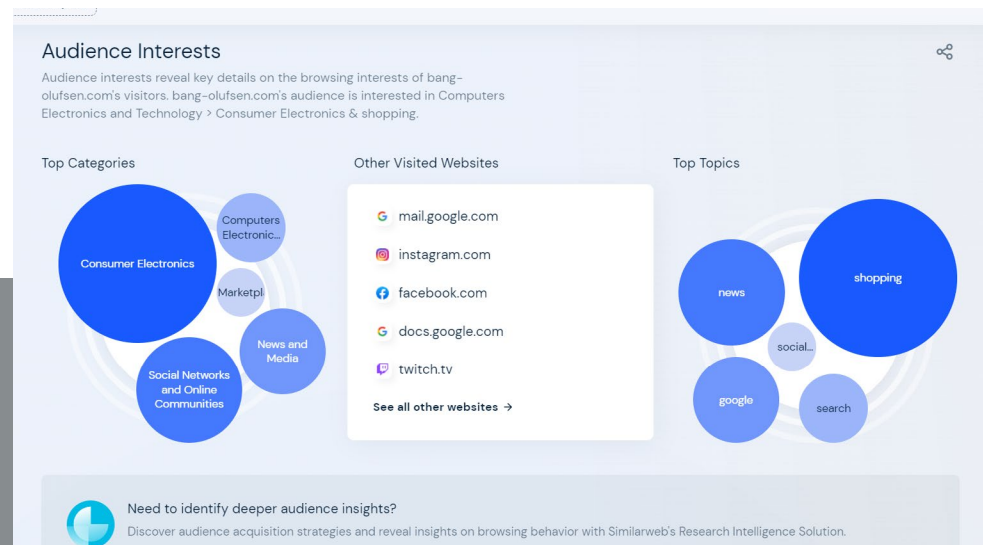 Audience Interests
Audience interests reveal key details on the browsing interests of bang-
olufsen.com's visitors. bang-olufsen.com's audience is interested in Computers
Electronics and Technology > Consumer Electronics & shopping.
Top Categories
Consumer Electronics
Computers
Electronic...
Marketpl
News and
Media
Social Networks
and Online
Communities
Other Visited Websites
mail.google.com
instagram.com
facebook.com
docs.google.com
twitch.tv
See all other websites →
Top Topics
shopping
news
social...
google
search
Need to identify deeper audience insights?
Discover audience acquisition strategies and reveal insights on browsing behavior with Similarweb's Research Intelligence Solution.